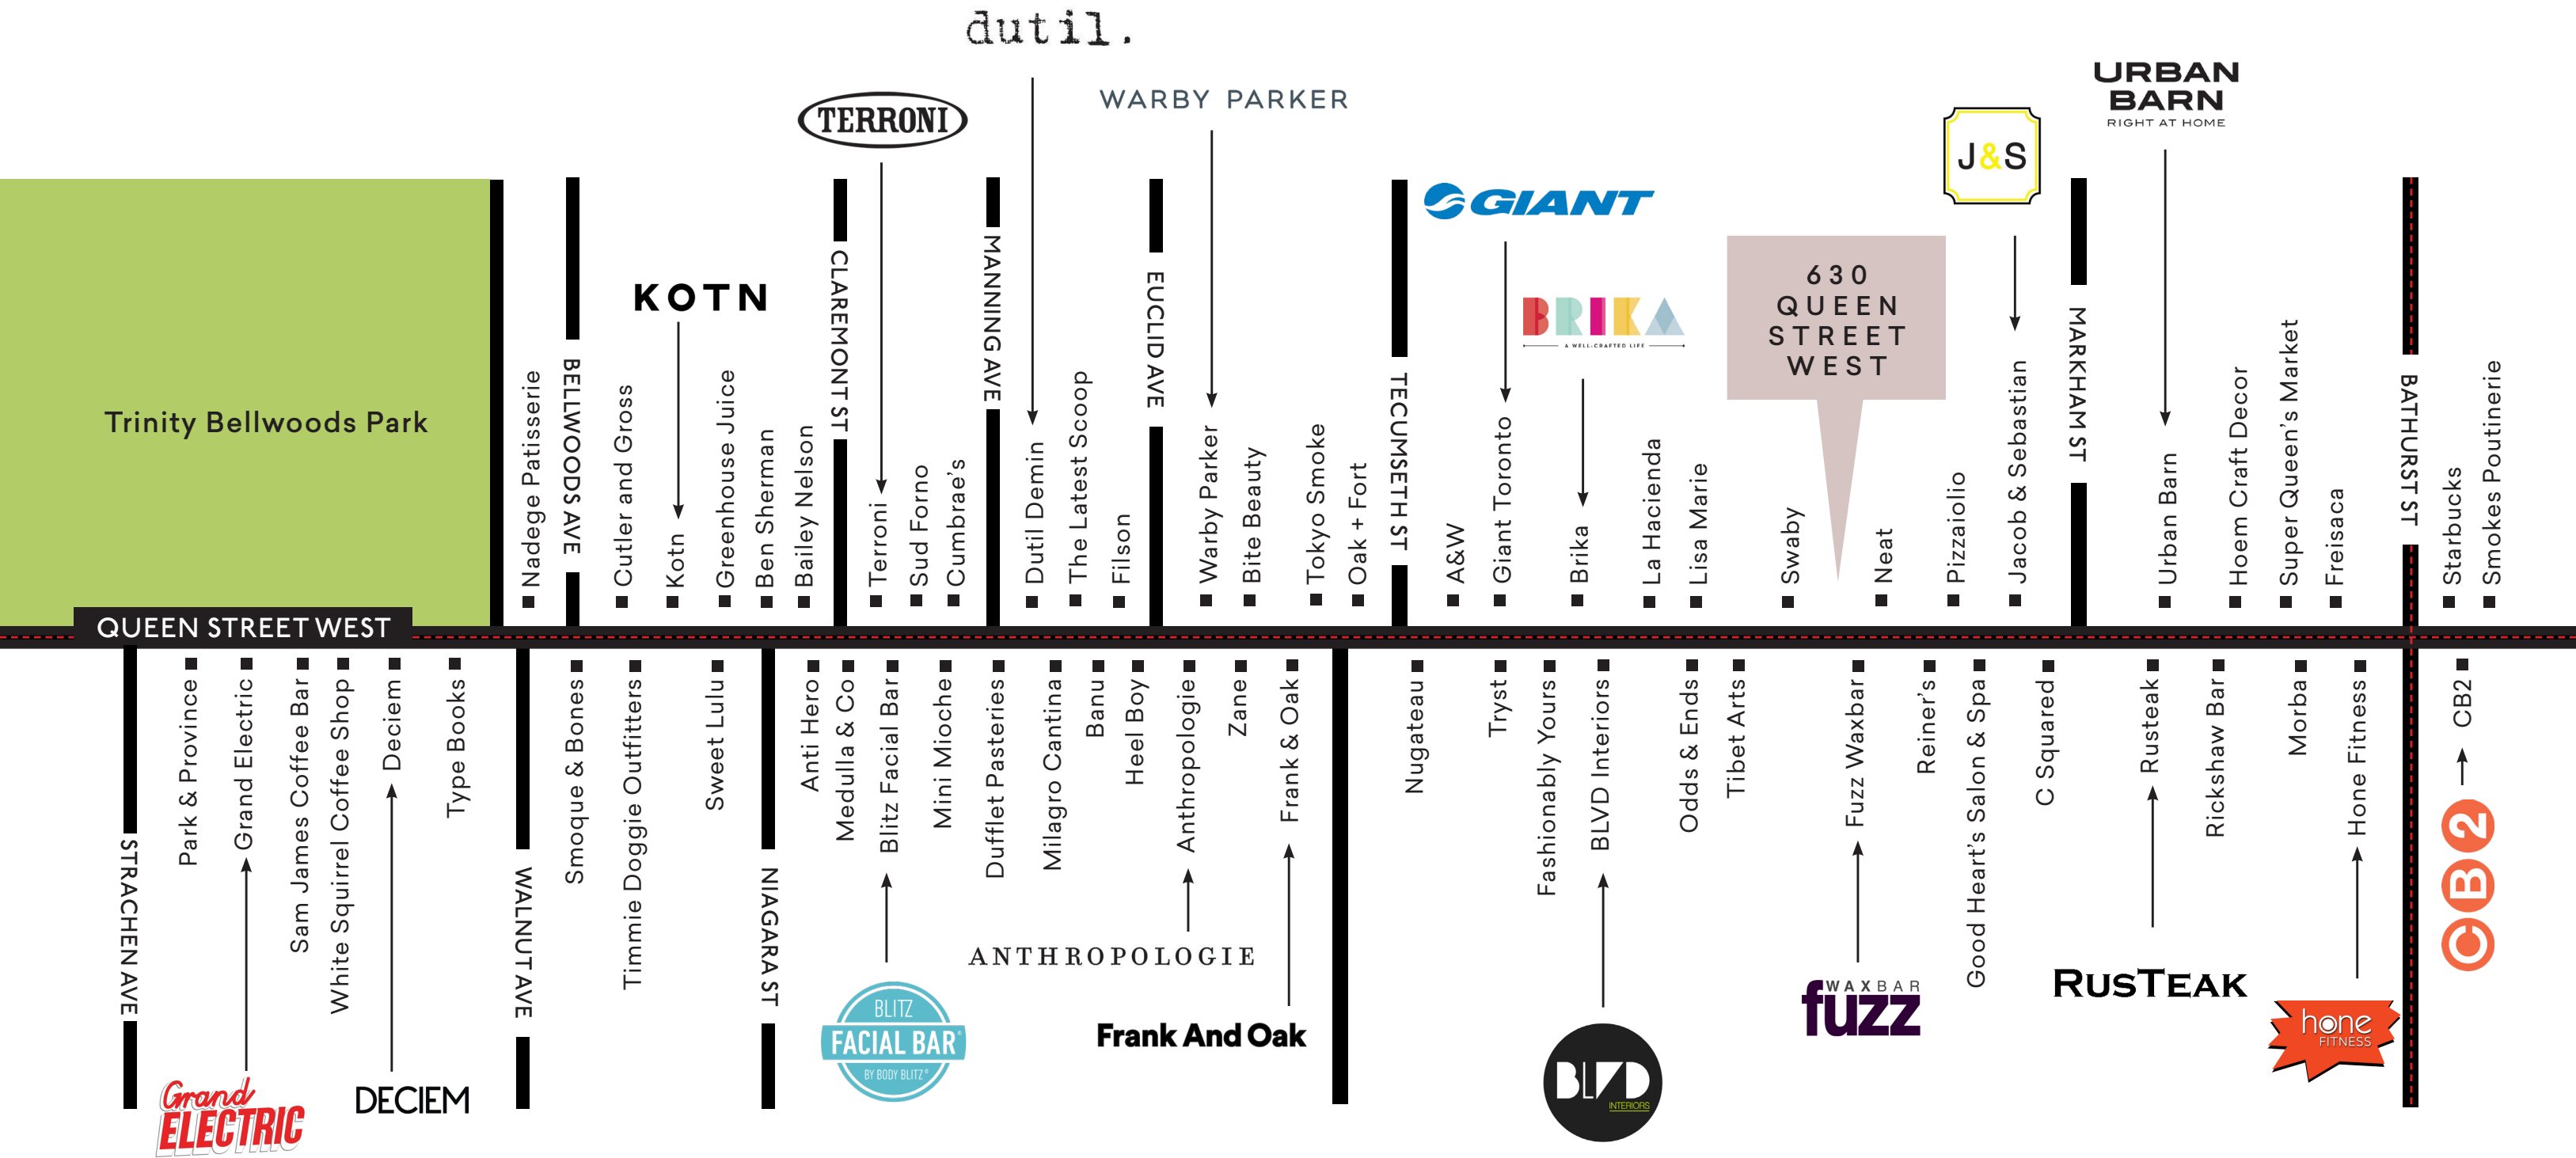 dutil.
WARBY PARKER
TERRONI
URBAN
BARN
RIGHT AT HOME
J&S
GIANT
KOTN
BRIKA
A WELL-CRAFTED LIFE
630
QUEEN
STREET
WEST
Trinity Bellwoods Park
QUEEN STREET WEST
Nadege Patisserie
BELLWOODS AVE
Cutler and Gross
Kotn
Greenhouse Juice
Ben Sherman
Bailey Nelson
CLAREMONT ST
Terroni
Sud Forno
Cumbrae's
MANNING AVE
Dutil Demin
The Latest Scoop
Filson
EUCLID AVE
Warby Parker
Bite Beauty
Tokyo Smoke
Oak + Fort
TECUMSETH ST
A&W
Giant Toronto
Brika
La Hacienda
Lisa Marie
Swaby
Neat
Pizzaiolio
Jacob & Sebastian
MARKHAM ST
Urban Barn
Hoem Craft Decor
Super Queen's Market
Freisaca
BATHURST ST
Starbucks
Smokes Poutinerie
STRACHEN AVE
Park & Province
Grand Electric
Sam James Coffee Bar
White Squirrel Coffee Shop
Deciem
Type Books
WALNUT AVE
Smoque & Bones
Timmie Doggie Outfitters
Sweet Lulu
NIAGARA ST
Anti Hero
Medulla & Co
Blitz Facial Bar
Mini Mioche
Dufflet Pasteries
Milagro Cantina
Banu
Heel Boy
Anthropologie
Zane
Frank & Oak
Nugateau
Tryst
Fashionably Yours
BLVD Interiors
Odds & Ends
Tibet Arts
Fuzz Waxbar
Reiner's
Good Heart's Salon & Spa
C Squared
Rusteak
Rickshaw Bar
Morba
Hone Fitness
CB2
CB2
ANTHROPOLOGIE
BLITZ
FACIAL BAR
BY BODY BLITZ®
Frank And Oak
WAXBAR
fuzz
RUSTEAK
hone
FITNESS
BLVD
INTERIORS
Grand
ELECTRIC
DECIEM